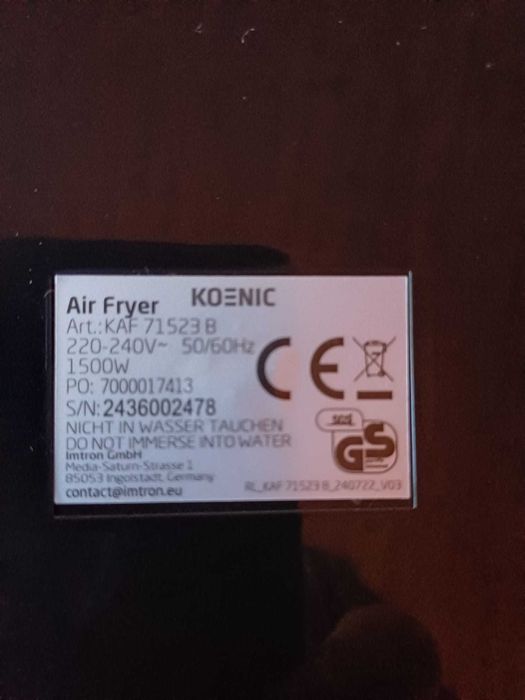 KOENIC
Air Fryer
Art.:KAF 71523 B
220-240V~ 50/60Hz
1500W
PO: 7000017413
S/N: 2436002478
NICHT IN WASSER TAUCHEN
DO NOT IMMERSE INTO WATER
Imtron GmbH
Media-Saturn-Strasse 1
85053 Ingolstadt, Germany
contact@imtron.eu
CE
GS
RL_KAF 71523 B_240722_V03